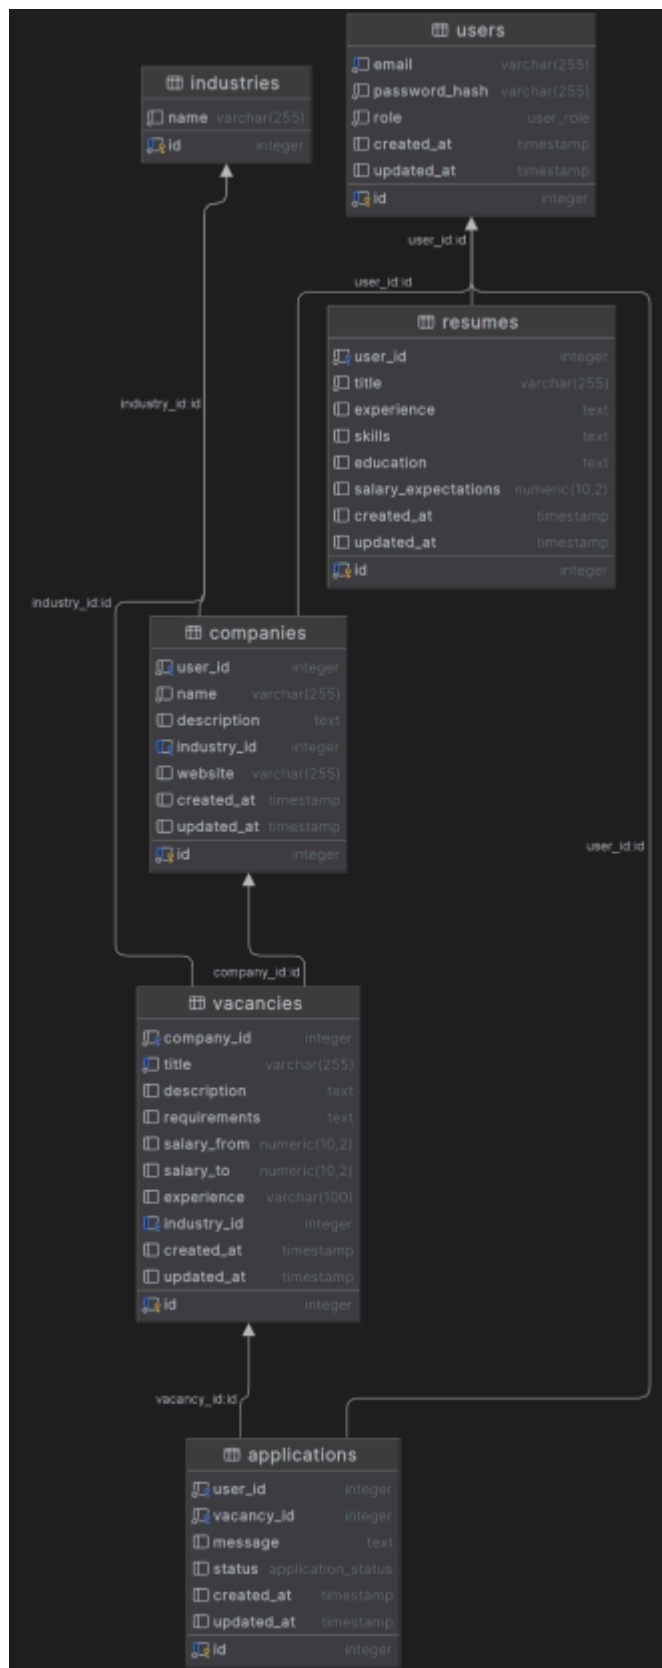 users
email varchar(255)
password_hash varchar(255)
role user_role
created_at timestamp
updated_at timestamp
id integer
industries
name varchar(255)
id integer
user_id:id
user_id:id
resumes
user_id integer
title varchar(255)
experience text
skills text
education text
salary_expectations numeric(10,2)
created_at timestamp
updated_at timestamp
id integer
industry_id:id
industry_id:id
companies
user_id integer
name varchar(255)
description text
industry_id integer
website varchar(255)
created_at timestamp
updated_at timestamp
id integer
user_id:id
company_id:id
vacancies
company_id integer
title varchar(255)
description text
requirements text
salary_from numeric(10,2)
salary_to numeric(10,2)
experience varchar(100)
industry_id integer
created_at timestamp
updated_at timestamp
id integer
vacancy_id:id
applications
user_id integer
vacancy_id integer
message text
status application_status
created_at timestamp
updated_at timestamp
id integer